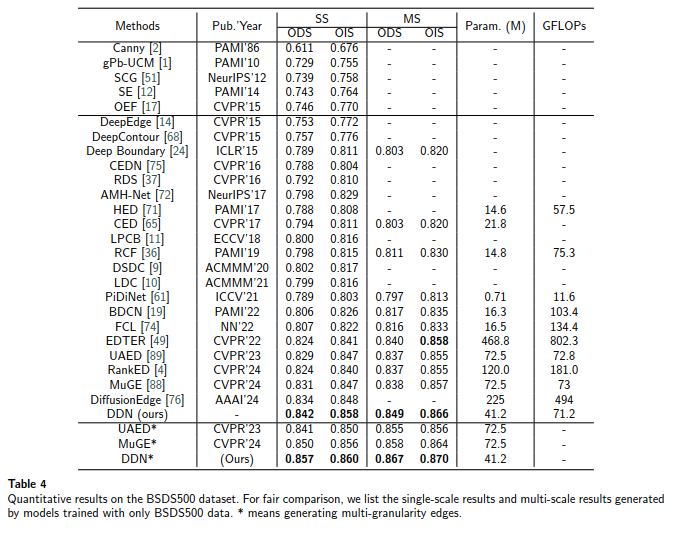 Methods Pub.'Year SS MS Param. (M) GFLOPs
ODS OIS ODS OIS
Canny [2] PAMI'86 0.611 0.676 - - - -
gPb-UCM [1] PAMI'10 0.729 0.755 - - - -
SCG [51] NeurIPS'12 0.739 0.758 - - - -
SE [12] PAMI'14 0.743 0.764 - - - -
OEF [17] CVPR'15 0.746 0.770 - - - -
DeepEdge [14] CVPR'15 0.753 0.772 - - - -
DeepContour [68] CVPR'15 0.757 0.776 - - - -
Deep Boundary [24] ICLR'15 0.789 0.811 0.803 0.820 - -
CEDN [75] CVPR'16 0.788 0.804 - - - -
RDS [37] CVPR'16 0.792 0.810 - - - -
AMH-Net [72] NeurIPS'17 0.798 0.829 - - - -
HED [71] PAMI'17 0.788 0.808 - - 14.6 57.5
CED [65] CVPR'17 0.794 0.811 0.803 0.820 21.8 -
LPCB [11] ECCV'18 0.800 0.816 - - - -
RCF [36] PAMI'19 0.798 0.815 0.811 0.830 14.8 75.3
DSDC [9] ACMMM'20 0.802 0.817 - - - -
LDC [10] ACMMM'21 0.799 0.816 - - - -
PiDiNet [61] ICCV'21 0.789 0.803 0.797 0.813 0.71 11.6
BDCN [19] PAMI'22 0.806 0.826 0.817 0.835 16.3 103.4
FCL [74] NN'22 0.807 0.822 0.816 0.833 16.5 134.4
EDTER [49] CVPR'22 0.824 0.841 0.840 0.858 468.8 802.3
UAED [89] CVPR'23 0.829 0.847 0.837 0.855 72.5 72.8
RankED [4] CVPR'24 0.824 0.840 0.837 0.855 120.0 181.0
MuGE [88] CVPR'24 0.831 0.847 0.838 0.857 72.5 73
DiffusionEdge [76] AAAI'24 0.834 0.848 - - 225 494
DDN (ours) - 0.842 0.858 0.849 0.866 41.2 71.2
UAED* CVPR'23 0.841 0.850 0.855 0.856 72.5 -
MuGE* CVPR'24 0.850 0.856 0.858 0.864 72.5 -
DDN* (Ours) 0.857 0.860 0.867 0.870 41.2 -
Table 4
Quantitative results on the BSDS500 dataset. For fair comparison, we list the single-scale results and multi-scale results generated
by models trained with only BSDS500 data. * means generating multi-granularity edges.